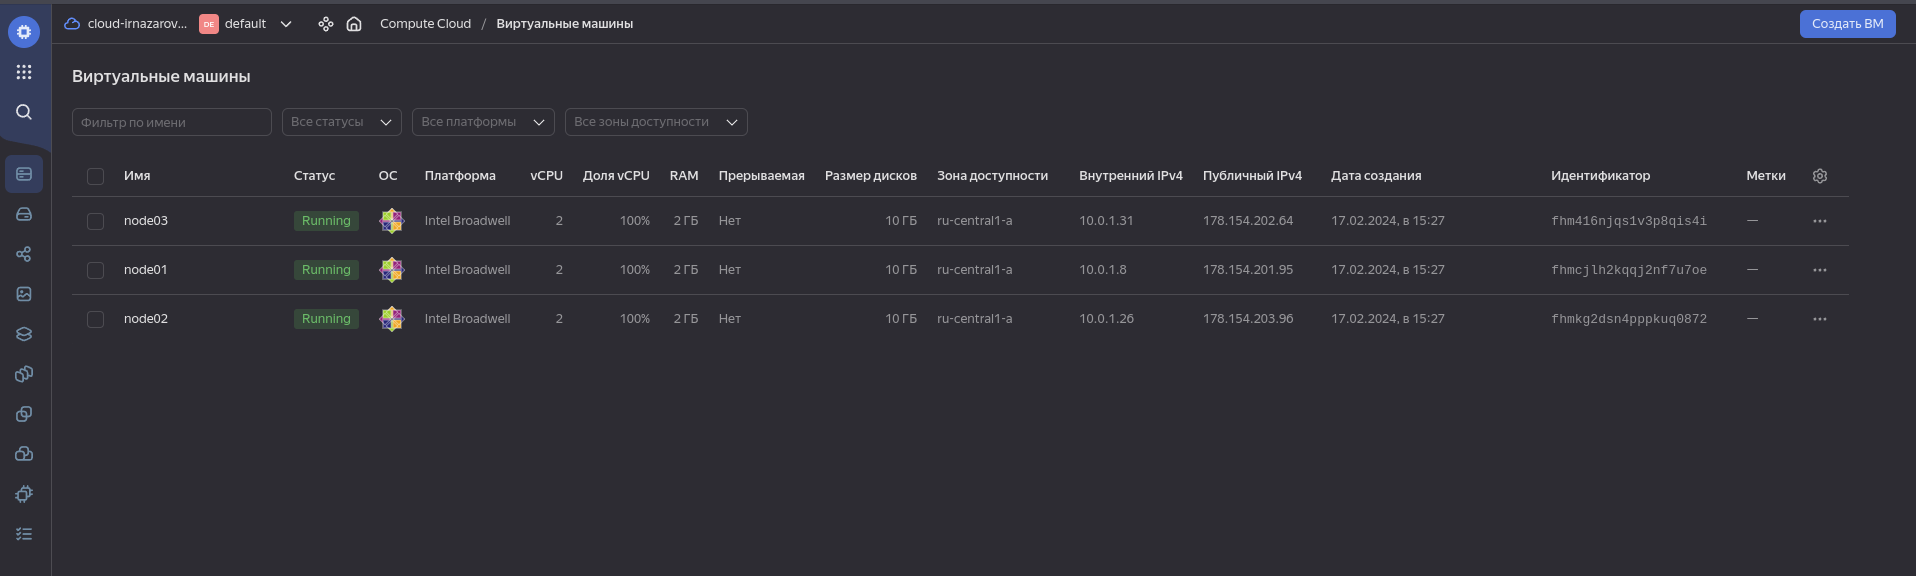 cloud-irnazarov... DE default Compute Cloud / Виртуальные машины Создать ВМ
Виртуальные машины
Фильтр по имени Все статусы Все платформы Все зоны доступности
Имя Статус ОС Платформа vCPU Доля vCPU RAM Прерываемая Размер дисков Зона доступности Внутренний IPv4 Публичный IPv4 Дата создания Идентификатор Метки
node03 Running Intel Broadwell 2 100% 2 ГБ Нет 10 ГБ ru-central1-a 10.0.1.31 178.154.202.64 17.02.2024, в 15:27 fhm416njqs1v3p8qis4i —
node01 Running Intel Broadwell 2 100% 2 ГБ Нет 10 ГБ ru-central1-a 10.0.1.8 178.154.201.95 17.02.2024, в 15:27 fhmcjlh2kqqj2nf7u7oe —
node02 Running Intel Broadwell 2 100% 2 ГБ Нет 10 ГБ ru-central1-a 10.0.1.26 178.154.203.96 17.02.2024, в 15:27 fhmkg2dsn4pppkuq0872 —